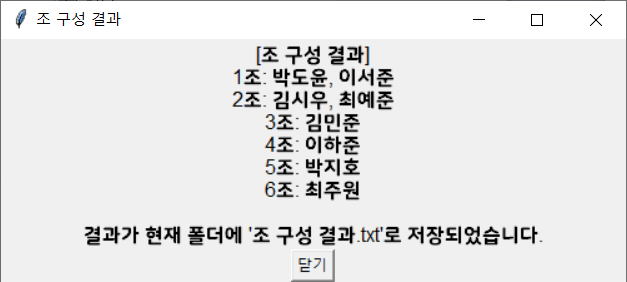 조 구성 결과
[조 구성 결과]
1조: 박도윤, 이서준
2조: 김시우, 최예준
3조: 김민준
4조: 이하준
5조: 박지호
6조: 최주원
결과가 현재 폴더에 '조 구성 결과.txt'로 저장되었습니다.
닫기